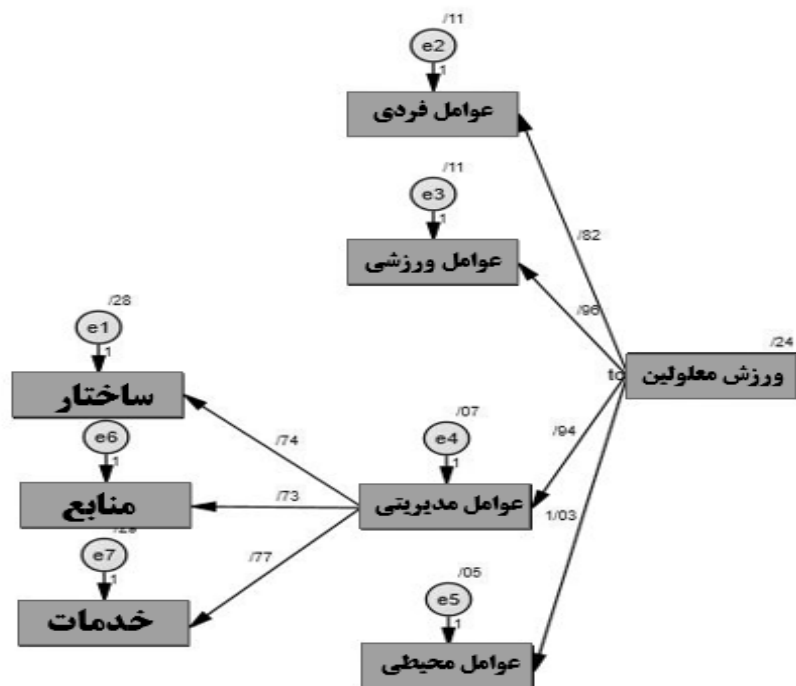 /11
e2
1
عوامل فردی
/11
e3
1
عوامل ورزشی
/82
/96
/28
e1
1
ساختار
/24
ورزش معلولین
to
/74
/07
e4
1
/94
e6
1
منابع
/73
عوامل مدیریتی
1/03
e7
1
/77
خدمات
/05
e5
1
عوامل محیطی